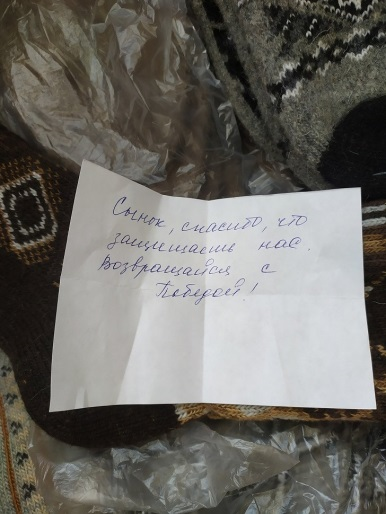 Сынок, спасибо, что
защищаешь нас.
Возвращайся с
Победой!